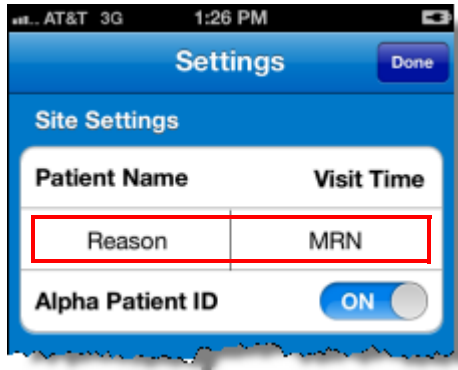 AT&T 3G 1:26 PM
Settings Done
Site Settings
Patient Name Visit Time
Reason MRN
Alpha Patient ID ON